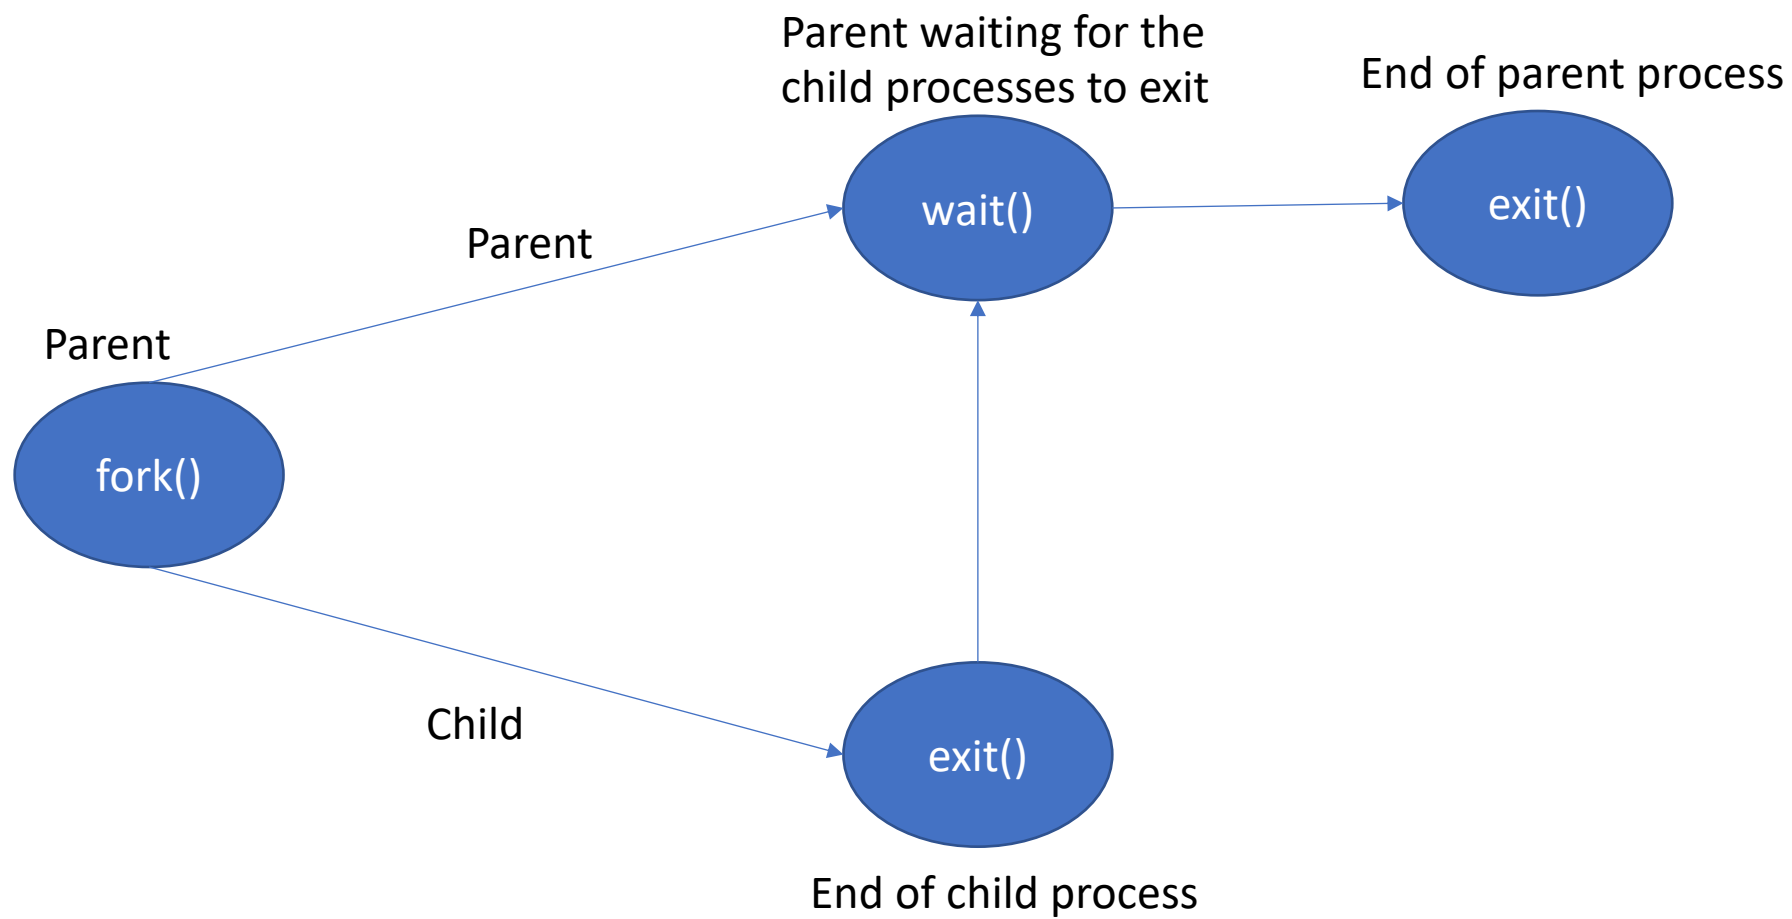 Parent waiting for the
child processes to exit
End of parent process
wait()
exit()
Parent
Parent
fork()
Child
exit()
End of child process